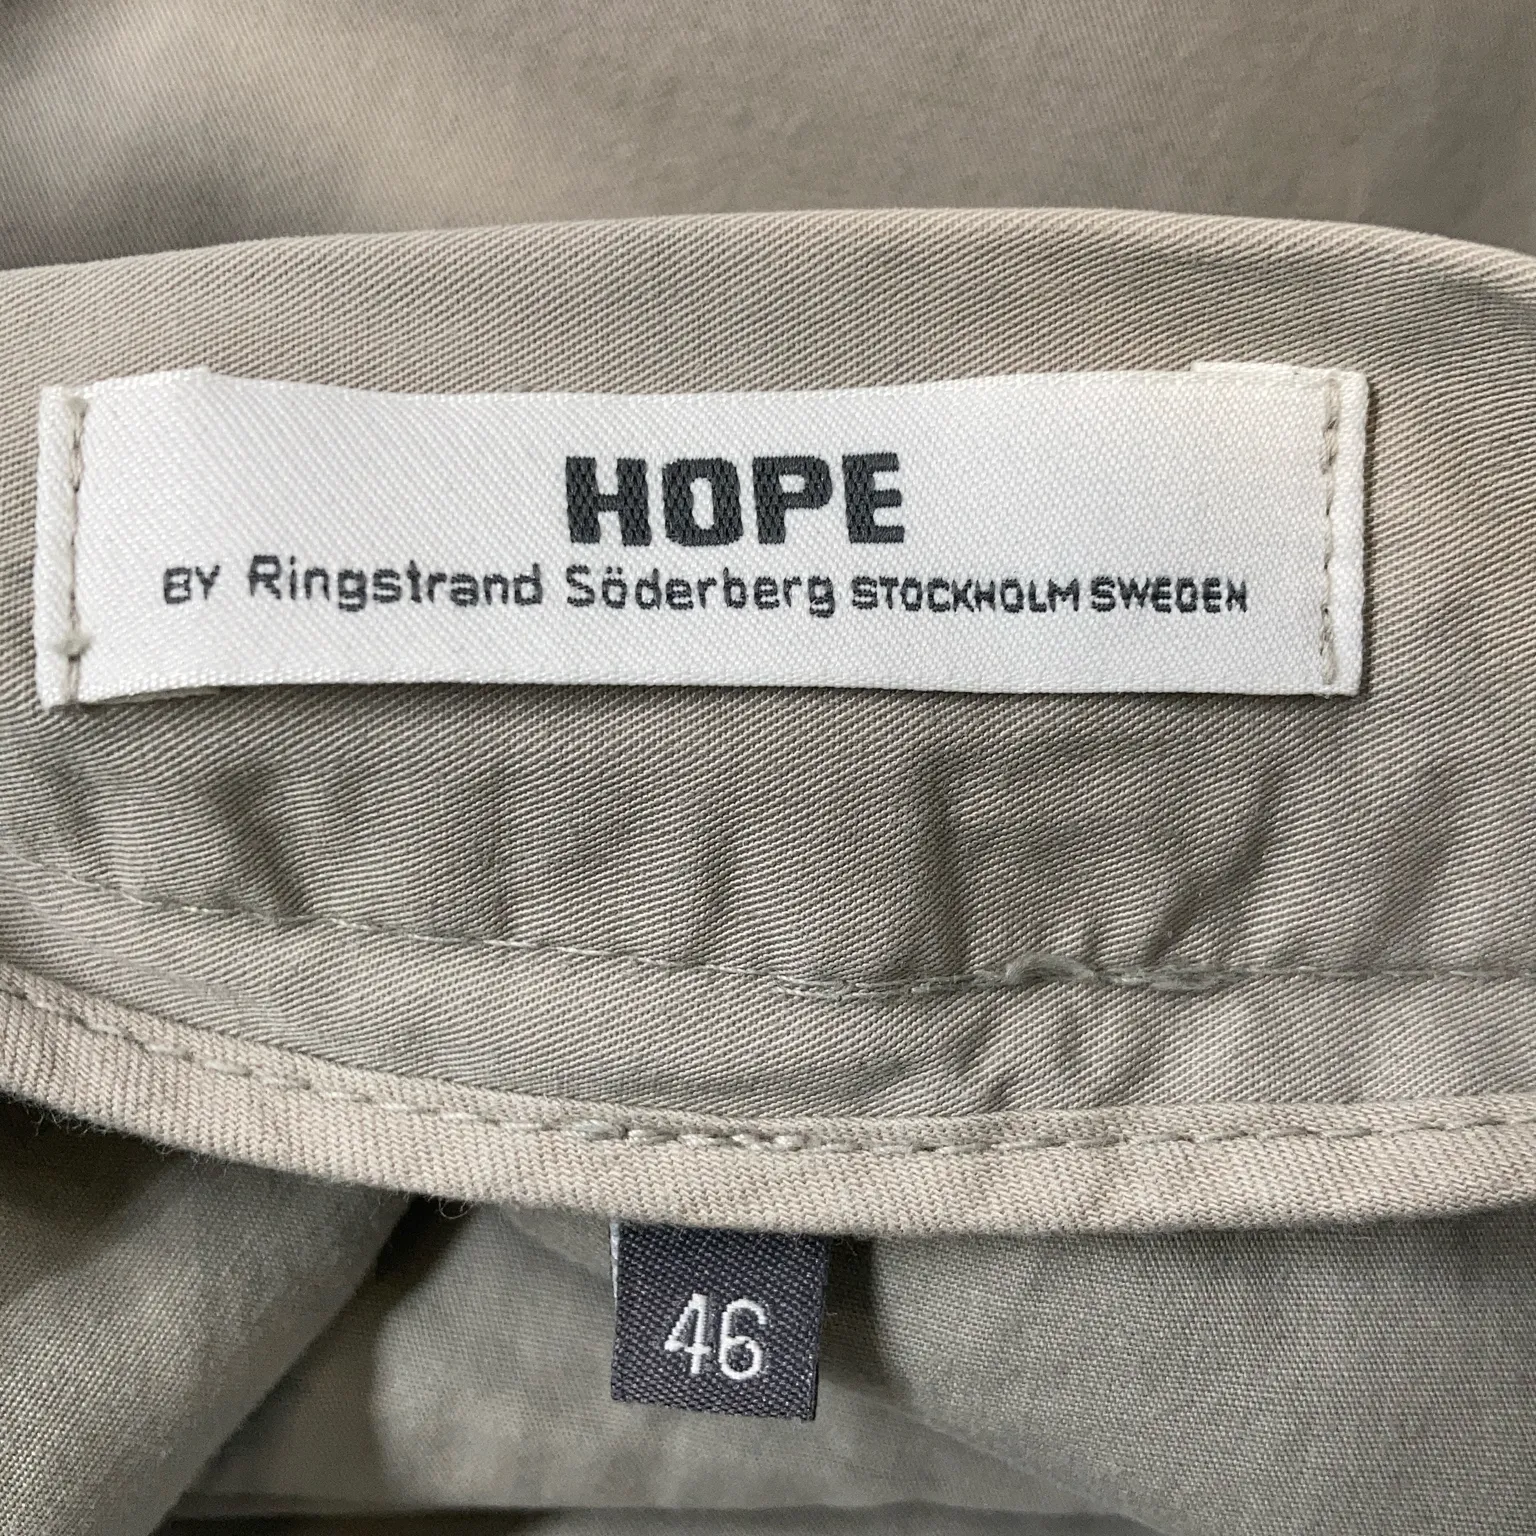 HOPE
BY Ringstrand Söderberg STOCKHOLM SWEDEN
46